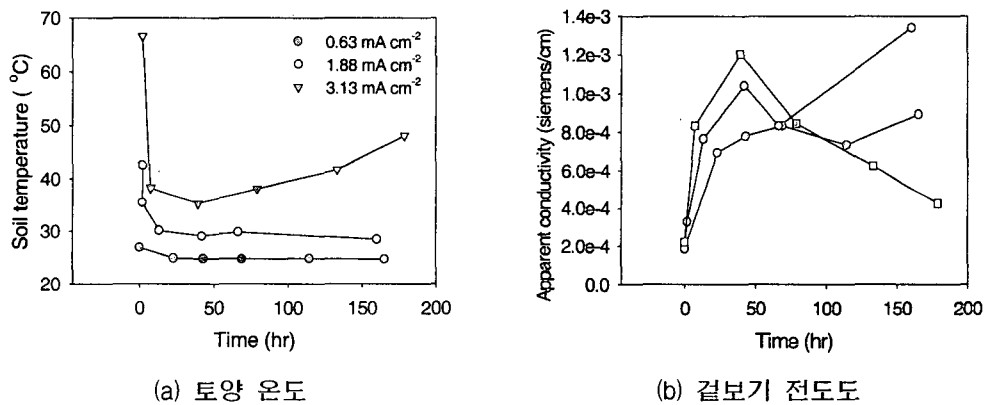 70
60
50
40
30
20
Soil temperature ( °C)
0.63 mA cm-2
1.88 mA cm-2
3.13 mA cm-2
0 50 100 150 200
Time (hr)
(a) 토양 온도
1.4e-3
1.2e-3
1.0e-3
8.0e-4
6.0e-4
4.0e-4
2.0e-4
0.0
Apparent conductivity (siemens/cm)
0 50 100 150 200
Time (hr)
(b) 겉보기 전도도